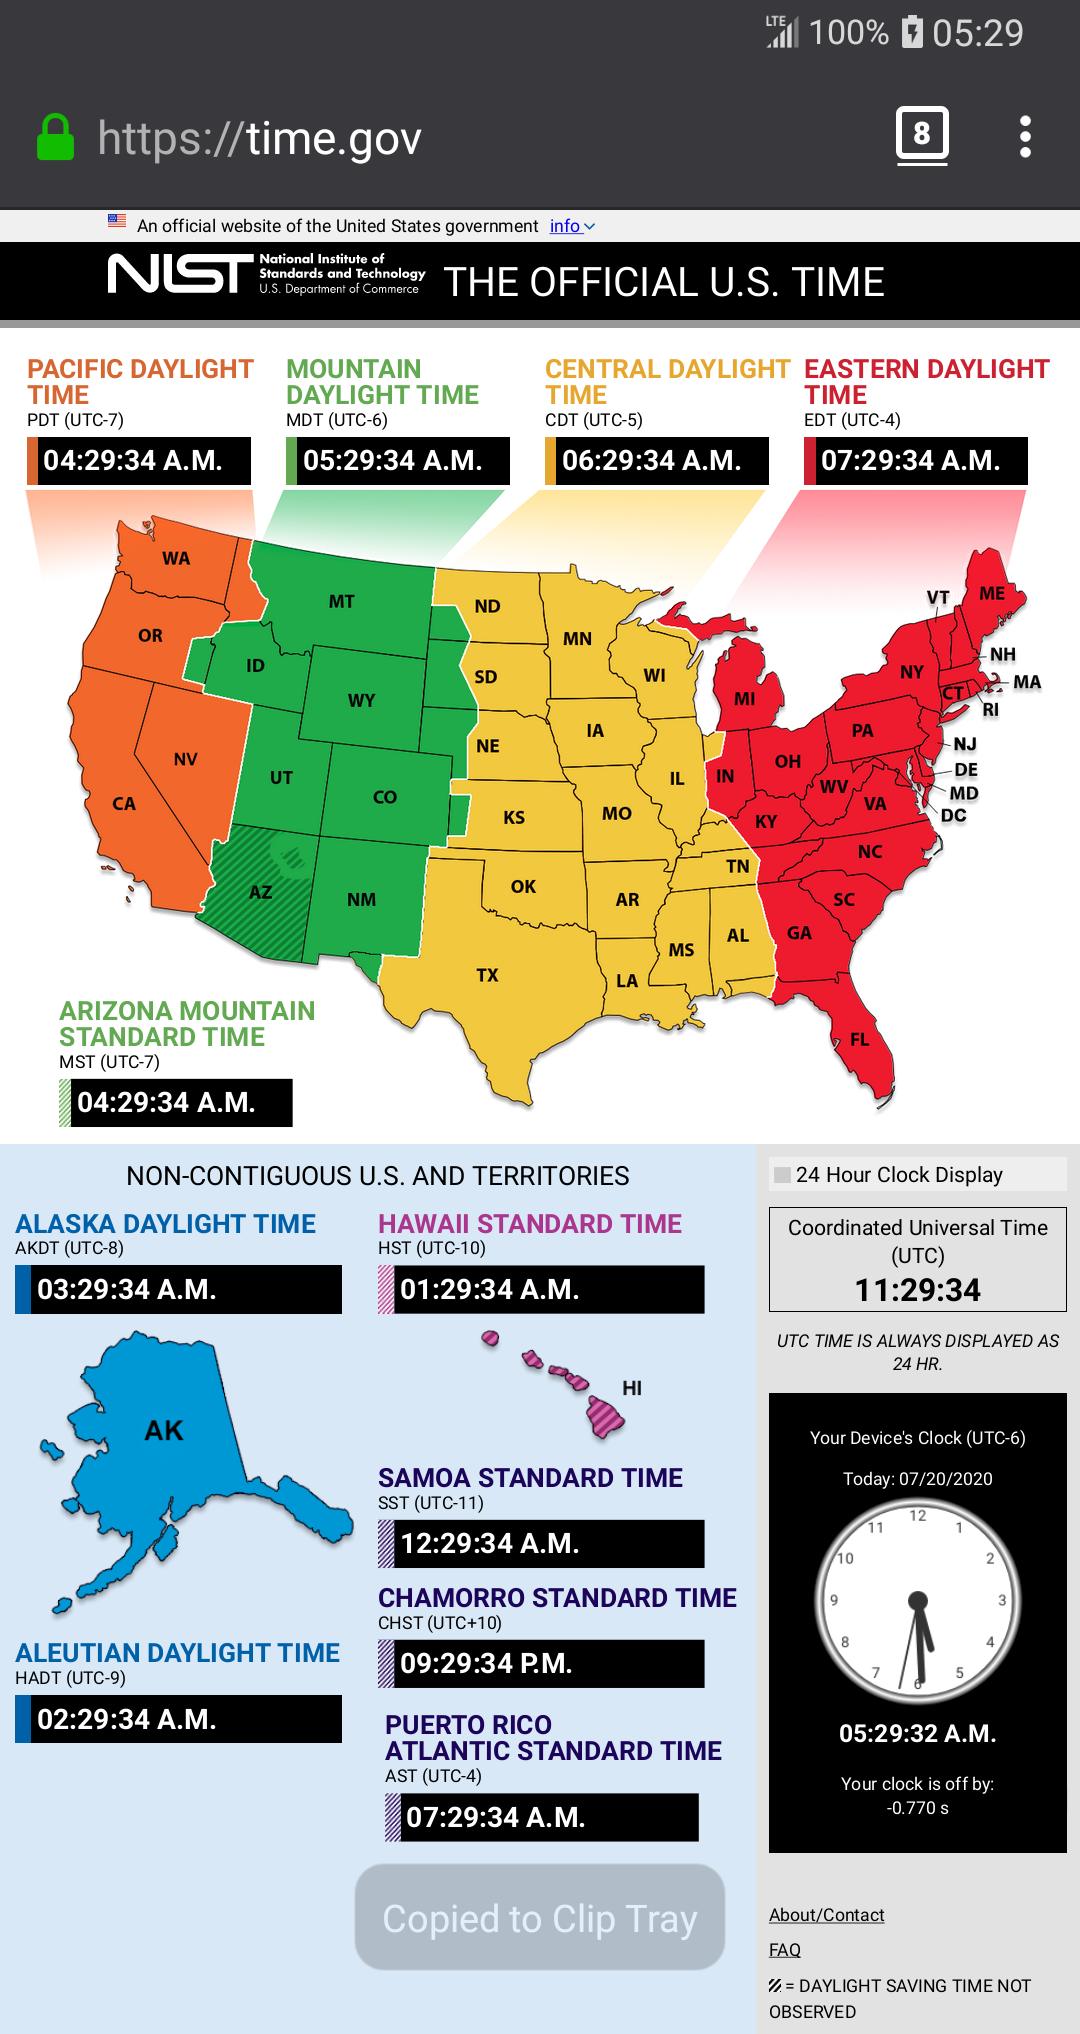 LTE 100% 05:29
https://time.gov 8
An official website of the United States government info
NIST National Institute of
Standards and Technology
U.S. Department of Commerce
THE OFFICIAL U.S. TIME
PACIFIC DAYLIGHT
TIME
PDT (UTC-7)
04:29:34 A.M.
MOUNTAIN
DAYLIGHT TIME
MDT (UTC-6)
05:29:34 A.M.
CENTRAL DAYLIGHT
TIME
CDT (UTC-5)
06:29:34 A.M.
EASTERN DAYLIGHT
TIME
EDT (UTC-4)
07:29:34 A.M.
WA
OR
CA
NV
MT
ID
WY
UT
CO
AZ
NM
ND
SD
NE
KS
OK
TX
MN
IA
MO
AR
LA
WI
IL
MS
TN
AL
MI
IN
OH
KY
WV
VA
NC
SC
GA
FL
PA
NY
VT
ME
NH
MA
CT
RI
NJ
DE
MD
DC
ARIZONA MOUNTAIN
STANDARD TIME
MST (UTC-7)
04:29:34 A.M.
NON-CONTIGUOUS U.S. AND TERRITORIES
ALASKA DAYLIGHT TIME
AKDT (UTC-8)
03:29:34 A.M.
AK
ALEUTIAN DAYLIGHT TIME
HADT (UTC-9)
02:29:34 A.M.
HAWAII STANDARD TIME
HST (UTC-10)
01:29:34 A.M.
HI
SAMOA STANDARD TIME
SST (UTC-11)
12:29:34 A.M.
CHAMORRO STANDARD TIME
CHST (UTC+10)
09:29:34 P.M.
PUERTO RICO
ATLANTIC STANDARD TIME
AST (UTC-4)
07:29:34 A.M.
Copied to Clip Tray
24 Hour Clock Display
Coordinated Universal Time
(UTC)
11:29:34
UTC TIME IS ALWAYS DISPLAYED AS
24 HR.
Your Device's Clock (UTC-6)
Today: 07/20/2020
12
1
2
3
4
5
6
7
8
9
10
11
05:29:32 A.M.
Your clock is off by:
-0.770 s
About/Contact
FAQ
= DAYLIGHT SAVING TIME NOT
OBSERVED